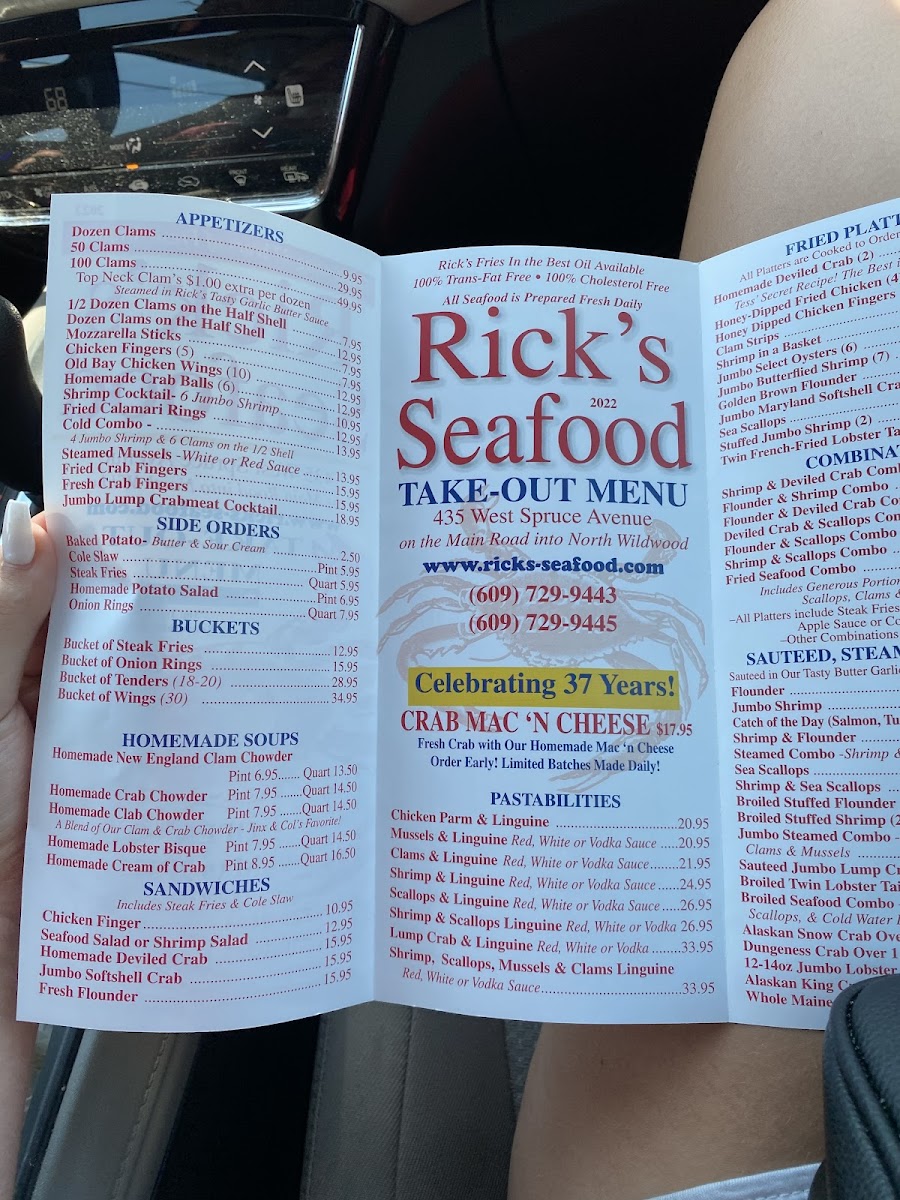 68
APPETIZERS
Dozen Clams ........ 9.95
50 Clams ........ 29.95
100 Clams ........ 49.95
Top Neck Clam's $1.00 extra per dozen
Steamed in Rick's Tasty Garlic Butter Sauce
1/2 Dozen Clams on the Half Shell ........ 7.95
Dozen Clams on the Half Shell ........ 12.95
Mozzarella Sticks ........ 7.95
Chicken Fingers (5) ........ 7.95
Old Bay Chicken Wings (10) ........ 12.95
Homemade Crab Balls (6) ........ 12.95
Shrimp Cocktail- 6 Jumbo Shrimp ........ 10.95
Fried Calamari Rings ........ 12.95
Cold Combo - ........ 13.95
4 Jumbo Shrimp & 6 Clams on the 1/2 Shell
Steamed Mussels -White or Red Sauce ........ 13.95
Fried Crab Fingers ........ 15.95
Fresh Crab Fingers ........ 15.95
Jumbo Lump Crabmeat Cocktail ........ 18.95
SIDE ORDERS
Baked Potato- Butter & Sour Cream ........ 2.50
Cole Slaw ........ Pint 5.95
Steak Fries ........ Quart 5.95
Homemade Potato Salad ........ Pint 6.95
Onion Rings ........ Quart 7.95
BUCKETS
Bucket of Steak Fries ........ 12.95
Bucket of Onion Rings ........ 15.95
Bucket of Tenders (18-20) ........ 28.95
Bucket of Wings (30) ........ 34.95
HOMEMADE SOUPS
Homemade New England Clam Chowder
Pint 6.95....... Quart 13.50
Homemade Crab Chowder Pint 7.95 .......Quart 14.50
Homemade Clab Chowder Pint 7.95 .......Quart 14.50
A Blend of Our Clam & Crab Chowder - Jinx & Col's Favorite!
Homemade Lobster Bisque Pint 7.95 .......Quart 14.50
Homemade Cream of Crab Pint 8.95 .......Quart 16.50
SANDWICHES
Includes Steak Fries & Cole Slaw
Chicken Finger ........ 10.95
Seafood Salad or Shrimp Salad ........ 12.95
Homemade Deviled Crab ........ 15.95
Jumbo Softshell Crab ........ 15.95
Fresh Flounder ........ 15.95
Rick's Fries In the Best Oil Available
100% Trans-Fat Free • 100% Cholesterol Free
All Seafood is Prepared Fresh Daily
Rick's
2022
Seafood
TAKE-OUT MENU
435 West Spruce Avenue
on the Main Road into North Wildwood
www.ricks-seafood.com
(609) 729-9443
(609) 729-9445
Celebrating 37 Years!
CRAB MAC 'N CHEESE $17.95
Fresh Crab with Our Homemade Mac 'n Cheese
Order Early! Limited Batches Made Daily!
PASTABILITIES
Chicken Parm & Linguine ........ 20.95
Mussels & Linguine Red, White or Vodka Sauce .....20.95
Clams & Linguine Red, White or Vodka Sauce.......21.95
Shrimp & Linguine Red, White or Vodka Sauce ......24.95
Scallops & Linguine Red, White or Vodka Sauce.....26.95
Shrimp & Scallops Linguine Red, White or Vodka 26.95
Lump Crab & Linguine Red, White or Vodka .......33.95
Shrimp, Scallops, Mussels & Clams Linguine
Red, White or Vodka Sauce ........ 33.95
FRIED PLATT
All Platters are Cooked to Order
Homemade Deviled Crab (2)
Tess' Secret Recipe! The Best i
Honey-Dipped Fried Chicken (4
Honey Dipped Chicken Fingers
Clam Strips
Shrimp in a Basket
Jumbo Select Oysters (6)
Jumbo Butterflied Shrimp (7)
Golden Brown Flounder
Jumbo Maryland Softshell Cra
Sea Scallops
Stuffed Jumbo Shrimp (2)
Twin French-Fried Lobster Ta
COMBINAT
Shrimp & Deviled Crab Comb
Flounder & Shrimp Combo
Flounder & Deviled Crab Co
Deviled Crab & Scallops Con
Flounder & Scallops Combo
Shrimp & Scallops Combo
Fried Seafood Combo
Includes Generous Portion
Scallops, Clams &
–All Platters include Steak Fries
Apple Sauce or Co
–Other Combinations
SAUTEED, STEAM
Sauteed in Our Tasty Butter Garlic
Flounder
Jumbo Shrimp
Catch of the Day (Salmon, Tu
Shrimp & Flounder
Steamed Combo -Shrimp &
Sea Scallops
Shrimp & Sea Scallops
Broiled Stuffed Flounder
Broiled Stuffed Shrimp (2
Jumbo Steamed Combo -
Clams & Mussels
Sauteed Jumbo Lump Cr
Broiled Twin Lobster Tai
Broiled Seafood Combo
Scallops, & Cold Water
Alaskan Snow Crab Ove
Dungeness Crab Over 1
12-14oz Jumbo Lobster
Alaskan King C
Whole Maine